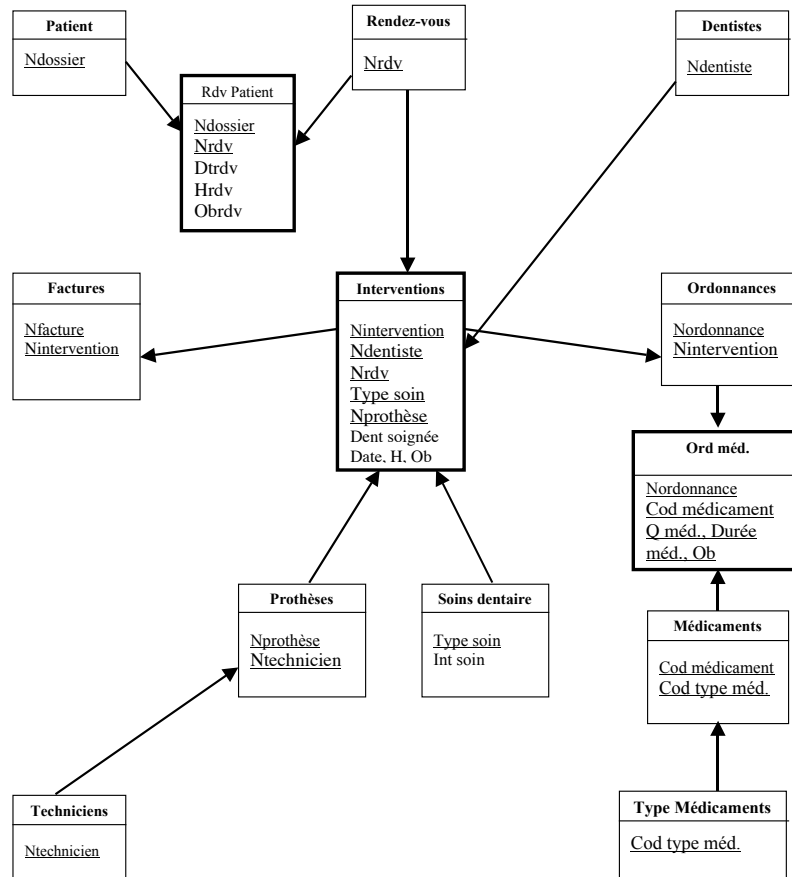 Patient
Ndossier
Rendez-vous
Nrdv
Dentistes
Ndentiste
Rdv Patient
Ndossier
Nrdv
Dtrdv
Hrdv
Obrdv
Factures
Nfacture
Nintervention
Interventions
Nintervention
Ndentiste
Nrdv
Type soin
Nprothèse
Dent soignée
Date, H, Ob
Ordonnances
Nordonnance
Nintervention
Ord méd.
Nordonnance
Cod médicament
Q méd., Durée
méd., Ob
Prothèses
Nprothèse
Ntechnicien
Soins dentaire
Type soin
Int soin
Médicaments
Cod médicament
Cod type méd.
Techniciens
Ntechnicien
Type Médicaments
Cod type méd.